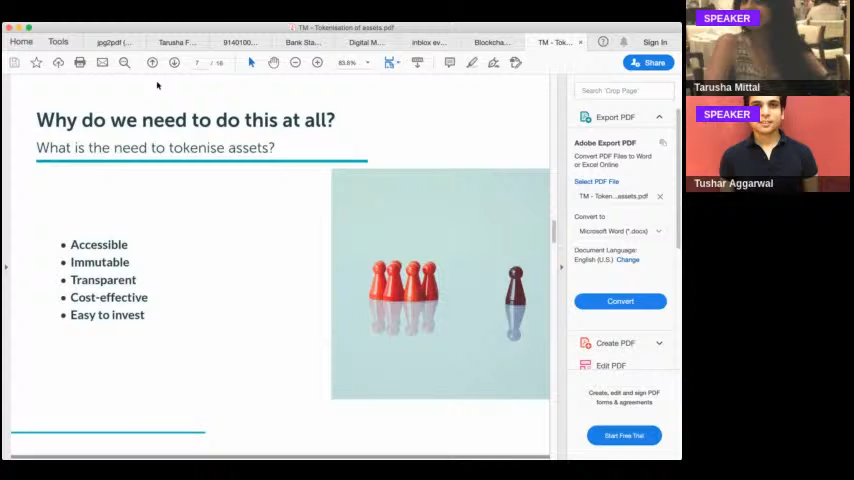 TM - Tokenisation of assets.pdf
Home Tools jpg2pdf (... Tarusha F... 9140100... Bank Sta... Digital M... inbox ev... Blockcha... TM - Tok... × Sign In
7 / 16 83.6% Share
Why do we need to do this at all?
What is the need to tokenise assets?
• Accessible
• Immutable
• Transparent
• Cost-effective
• Easy to invest
Search 'Crop Page'
Export PDF
Adobe Export PDF
Convert PDF Files to Word
or Excel Online
Select PDF File
TM - Token...assets.pdf
Convert to
Microsoft Word (*.docx)
Document Language:
English (U.S.) Change
Convert
Create PDF
Edit PDF
Create, edit and sign PDF
forms & agreements
Start Free Trial
SPEAKER
Tarusha Mittal
SPEAKER
Tushar Aggarwal